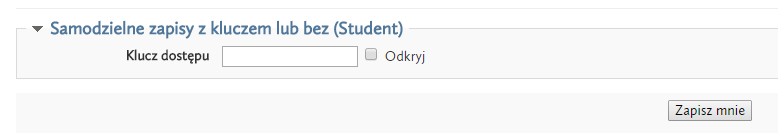 Samodzielne zapisy z kluczem lub bez (Student)
Klucz dostępu Odkryj
Zapisz mnie